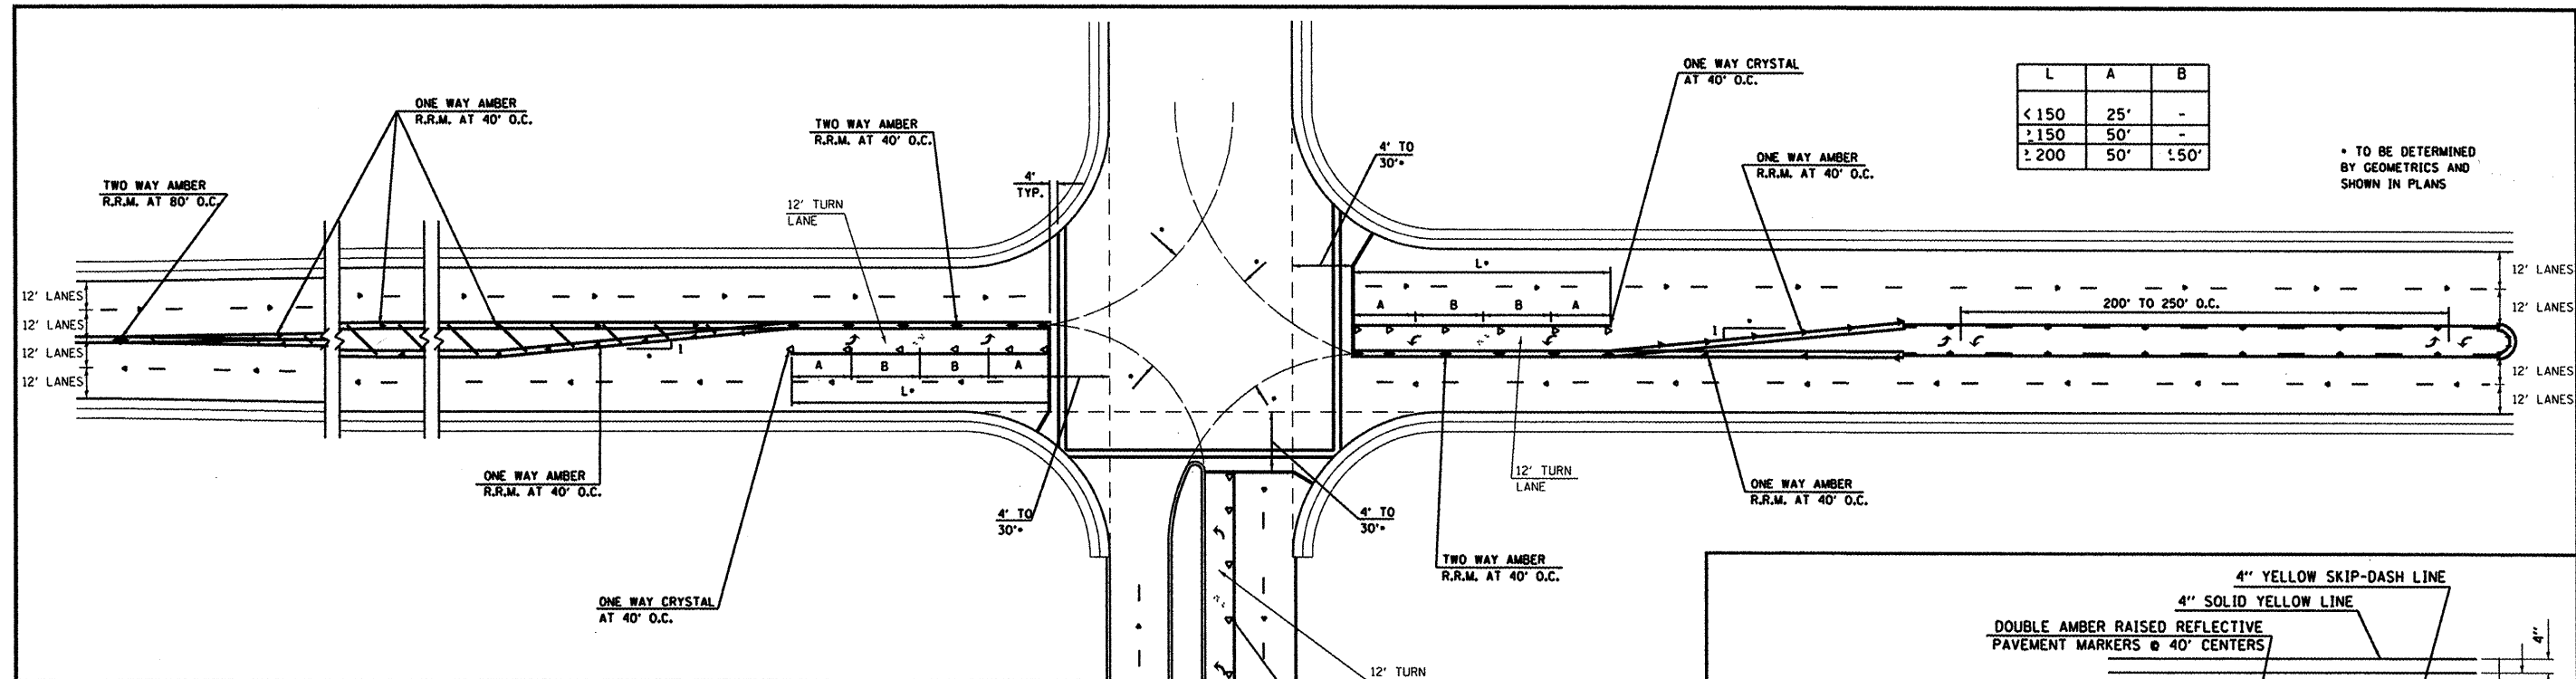 ONE WAY CRYSTAL
AT 40' O.C.
L A B
<150 25' -
≥150 50' -
≥200 50' ≤50'
* TO BE DETERMINED
BY GEOMETRICS AND
SHOWN IN PLANS
ONE WAY AMBER
R.R.M. AT 40' O.C.
TWO WAY AMBER
R.R.M. AT 40' O.C.
4' TO
30'*
ONE WAY AMBER
R.R.M. AT 40' O.C.
TWO WAY AMBER
R.R.M. AT 80' O.C.
4'
TYP.
12' TURN
LANE
L*
12' LANES
12' LANES
12' LANES
12' LANES
A B B A
200' TO 250' O.C.
1
12' LANES
12' LANES
12' LANES
12' LANES
1
A B B A
L*
ONE WAY AMBER
R.R.M. AT 40' O.C.
12' TURN
LANE
ONE WAY AMBER
R.R.M. AT 40' O.C.
4' TO
30'*
4' TO
30'*
TWO WAY AMBER
R.R.M. AT 40' O.C.
ONE WAY CRYSTAL
AT 40' O.C.
12' TURN
4" YELLOW SKIP-DASH LINE
4" SOLID YELLOW LINE
DOUBLE AMBER RAISED REFLECTIVE
PAVEMENT MARKERS @ 40' CENTERS
4"